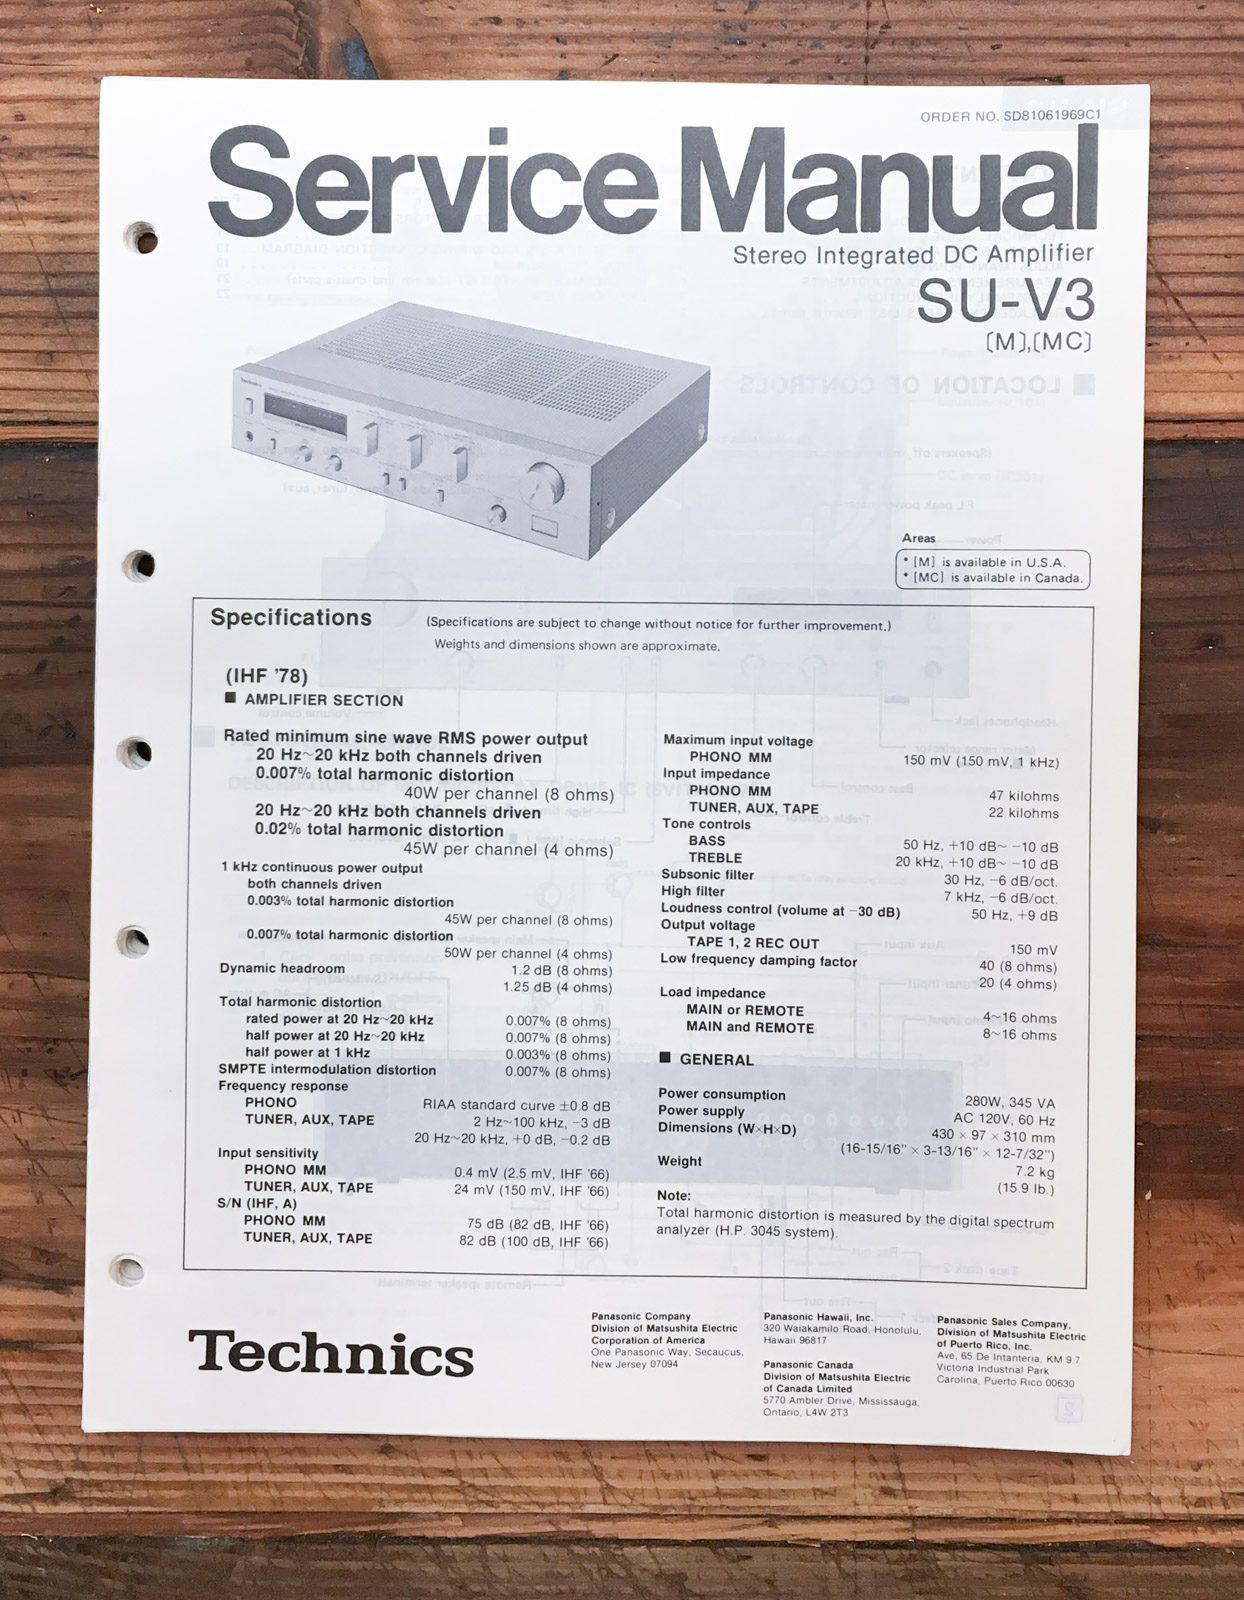 ORDER NO. SD81061969C1
Service Manual
Stereo Integrated DC Amplifier
SU-V3
[M],[MC]
Technics
Areas
* [M] is available in U.S.A.
* [MC] is available in Canada.
Specifications
(Specifications are subject to change without notice for further improvement.)
Weights and dimensions shown are approximate.
(IHF '78)
■ AMPLIFIER SECTION
Rated minimum sine wave RMS power output
20 Hz~20 kHz both channels driven
0.007% total harmonic distortion
40W per channel (8 ohms)
20 Hz~20 kHz both channels driven
0.02% total harmonic distortion
45W per channel (4 ohms)
1 kHz continuous power output
both channels driven
0.003% total harmonic distortion
45W per channel (8 ohms)
0.007% total harmonic distortion
50W per channel (4 ohms)
Dynamic headroom 1.2 dB (8 ohms)
1.25 dB (4 ohms)
Total harmonic distortion
rated power at 20 Hz~20 kHz 0.007% (8 ohms)
half power at 20 Hz~20 kHz 0.007% (8 ohms)
half power at 1 kHz 0.003% (8 ohms)
SMPTE intermodulation distortion 0.007% (8 ohms)
Frequency response
PHONO RIAA standard curve ±0.8 dB
TUNER, AUX, TAPE 2 Hz~100 kHz, −3 dB
20 Hz~20 kHz, +0 dB, −0.2 dB
Input sensitivity
PHONO MM 0.4 mV (2.5 mV, IHF '66)
TUNER, AUX, TAPE 24 mV (150 mV, IHF '66)
S/N (IHF, A)
PHONO MM 75 dB (82 dB, IHF '66)
TUNER, AUX, TAPE 82 dB (100 dB, IHF '66)
Maximum input voltage
PHONO MM 150 mV (150 mV, 1 kHz)
Input impedance
PHONO MM 47 kilohms
TUNER, AUX, TAPE 22 kilohms
Tone controls
BASS 50 Hz, +10 dB~ −10 dB
TREBLE 20 kHz, +10 dB~ −10 dB
Subsonic filter 30 Hz, −6 dB/oct.
High filter 7 kHz, −6 dB/oct.
Loudness control (volume at −30 dB) 50 Hz, +9 dB
Output voltage
TAPE 1, 2 REC OUT 150 mV
Low frequency damping factor 40 (8 ohms)
20 (4 ohms)
Load impedance
MAIN or REMOTE 4~16 ohms
MAIN and REMOTE 8~16 ohms
■ GENERAL
Power consumption 280W, 345 VA
Power supply AC 120V, 60 Hz
Dimensions (W×H×D) 430 × 97 × 310 mm
(16-15/16" × 3-13/16" × 12-7/32")
Weight 7.2 kg
(15.9 lb.)
Note:
Total harmonic distortion is measured by the digital spectrum
analyzer (H.P. 3045 system).
Technics
Panasonic Company
Division of Matsushita Electric
Corporation of America
One Panasonic Way, Secaucus,
New Jersey 07094
Panasonic Hawaii, Inc.
320 Waiakamilo Road, Honolulu,
Hawaii 96817
Panasonic Canada
Division of Matsushita Electric
of Canada Limited
5770 Ambler Drive, Mississauga,
Ontario, L4W 2T3
Panasonic Sales Company,
Division of Matsushita Electric
of Puerto Rico, Inc.
Ave. 65 De Infanteria, KM 9.7
Victoria Industrial Park
Carolina, Puerto Rico 00630